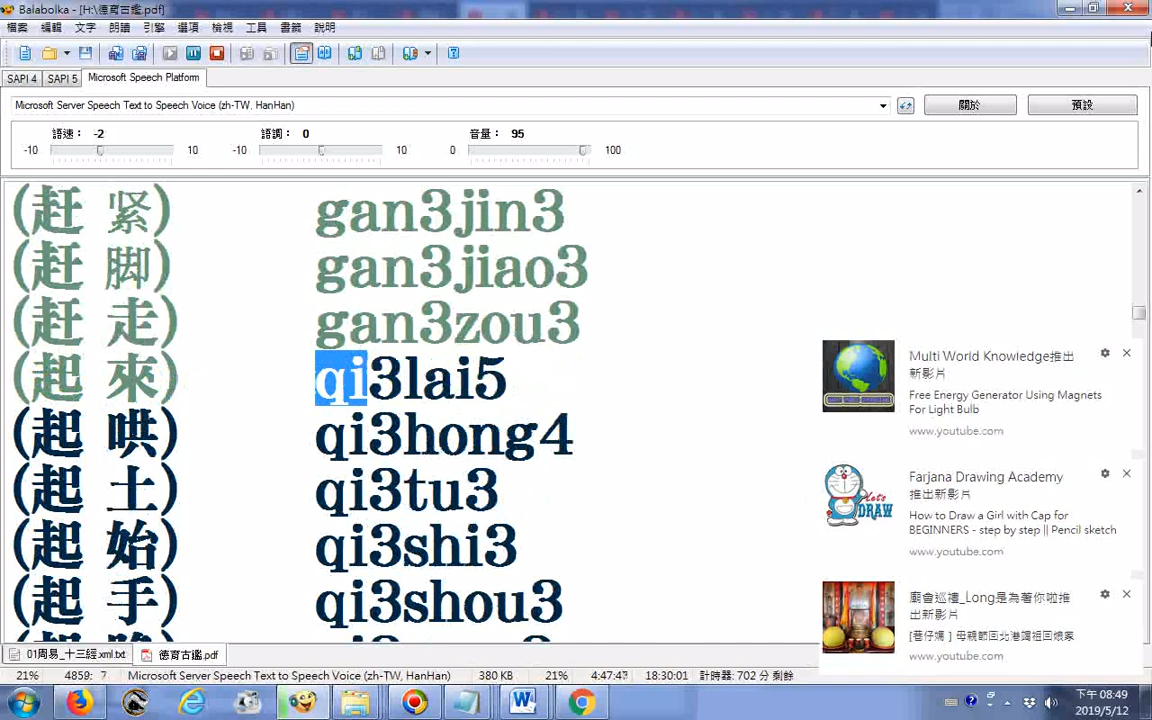 Balabolka - [H:\德育古鑑.pdf]
檔案 編輯 文字 朗讀 引擎 選項 檢視 工具 書籤 說明
SAPI 4 SAPI 5 Microsoft Speech Platform
Microsoft Server Speech Text to Speech Voice (zh-TW, HanHan) 關於 預設
語速： -2 語調： 0 音量： 95
-10 10 -10 10 0 100
(赶 紧) gan3jin3
(赶 脚) gan3jiao3
(赶 走) gan3zou3
(起 來) qi3lai5
(起 哄) qi3hong4
(起 土) qi3tu3
(起 始) qi3shi3
(起 手) qi3shou3
Multi World Knowledge推出
新影片
Free Energy Generator Using Magnets
For Light Bulb
www.youtube.com
Farjana Drawing Academy
推出新影片
How to Draw a Girl with Cap for
BEGINNERS - step by step || Pencil sketch
www.youtube.com
Let's
DRAW
廟會巡禮_Long是為著你啦推
出新影片
www.youtube.com
01周易_十三經.xml.txt 德育古鑑.pdf
21% 4859: 7 Microsoft Server Speech Text to Speech Voice (zh-TW, HanHan) 380 KB 21% 4:47:47 18:30:01 計時器: 702 分 剩餘
下午 08:49
2019/5/12